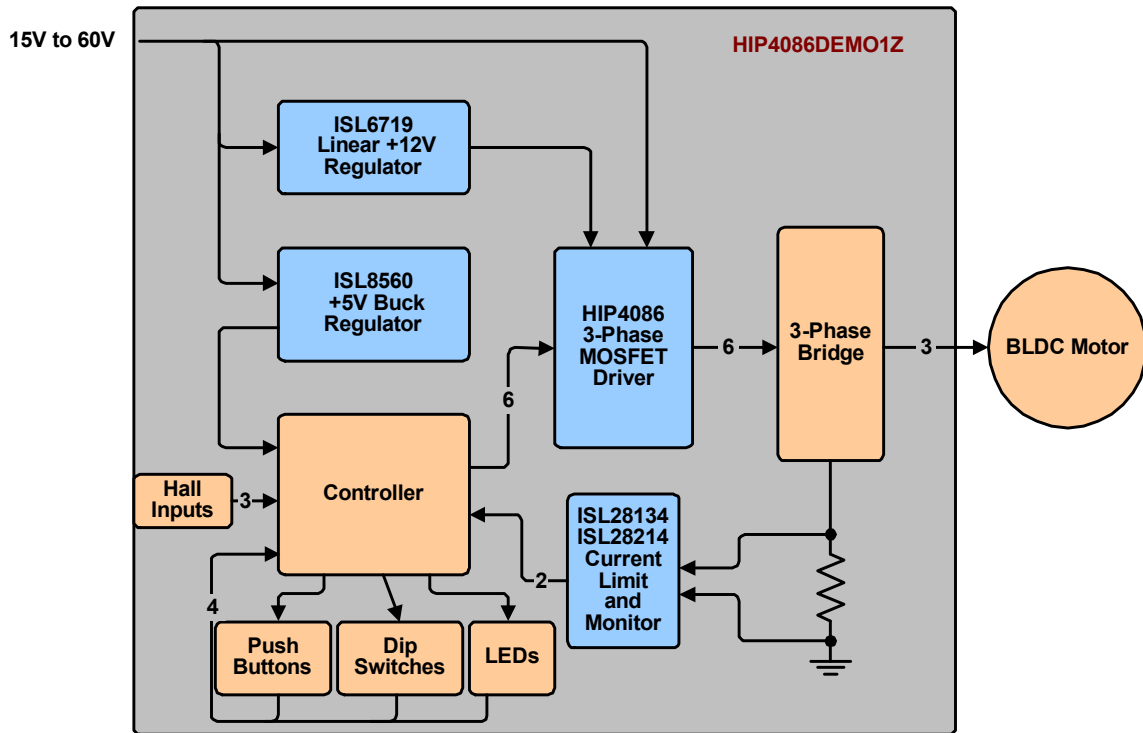 15V to 60V
HIP4086DEMO1Z
ISL6719
Linear +12V
Regulator
ISL8560
+5V Buck
Regulator
HIP4086
3-Phase
MOSFET
Driver
6
3-Phase
Bridge
3
BLDC Motor
6
Controller
Hall
Inputs
3
ISL28134
ISL28214
Current
Limit
and
Monitor
2
4
Push
Buttons
Dip
Switches
LEDs